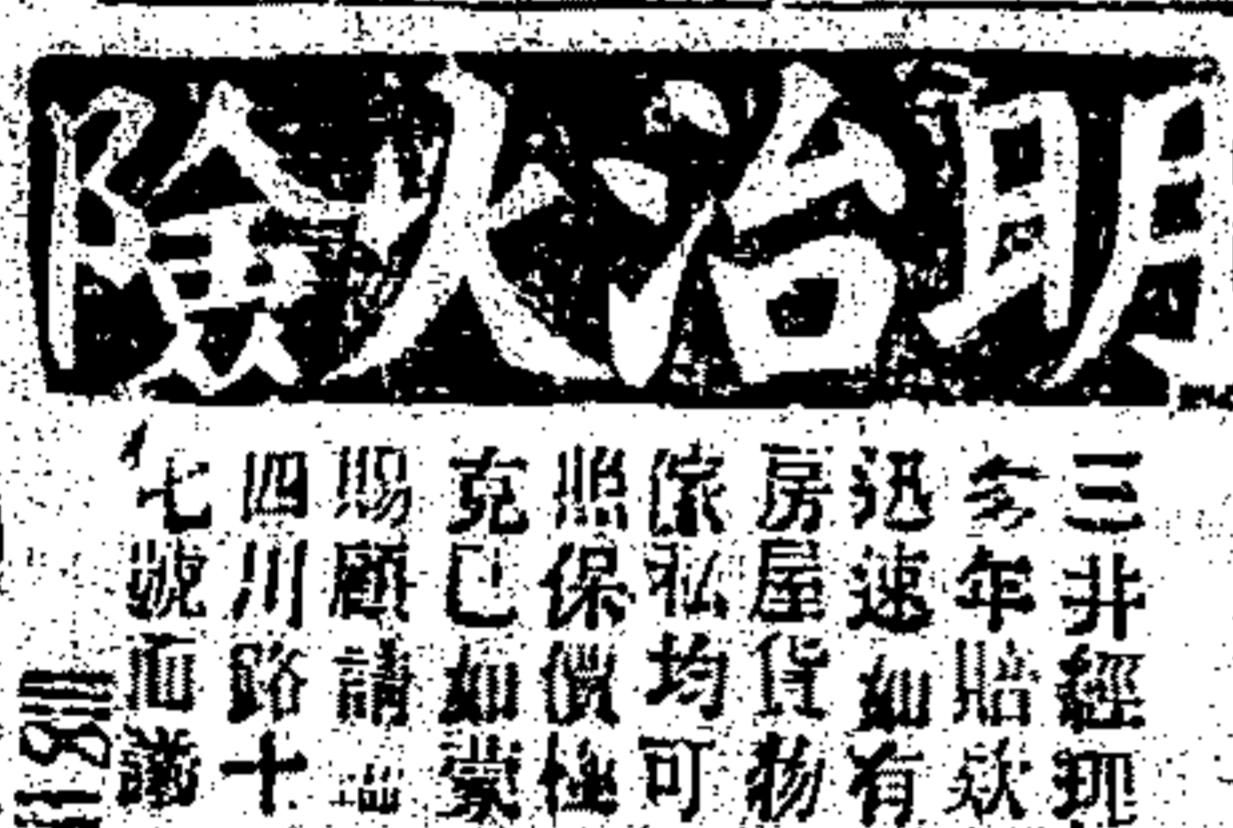 明治火險
三井經理
多年賠欵
迅速如有
房屋貨物
傢私均可
照保價極
克己如蒙
賜顧請臨
四川路十
七號面議